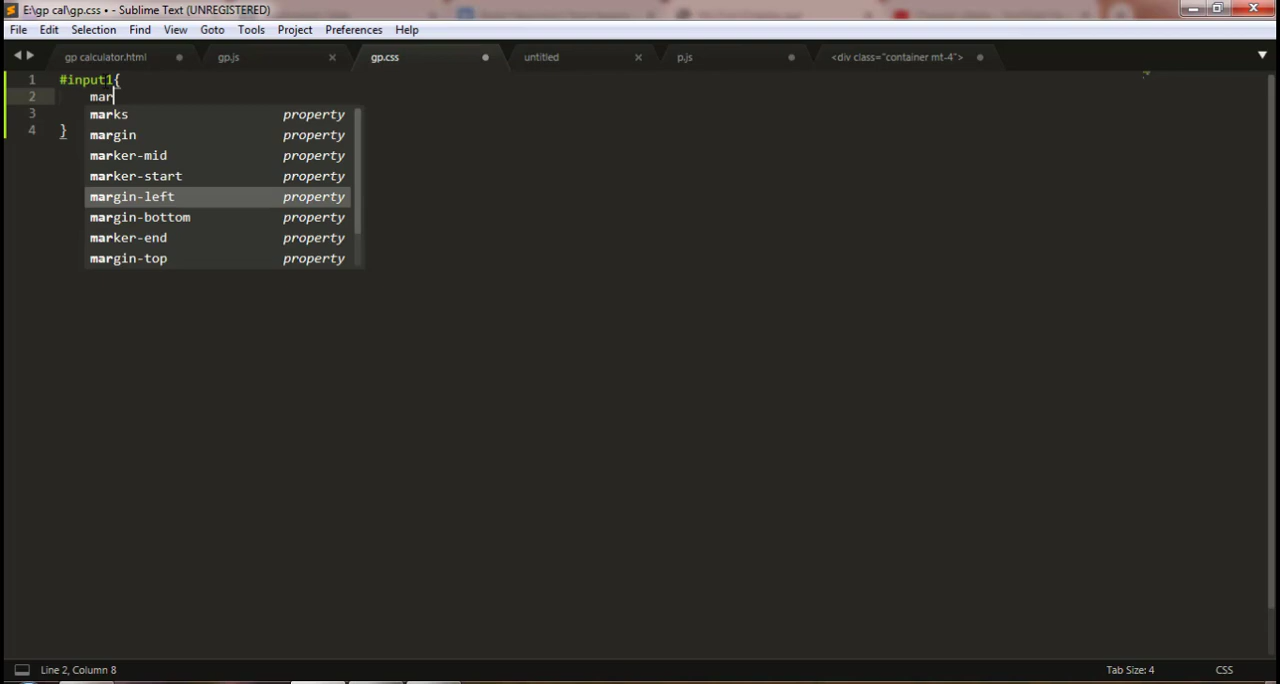 E:\gp cal\gp.css • - Sublime Text (UNREGISTERED)
File Edit Selection Find View Goto Tools Project Preferences Help
gp calculator.html gp.js gp.css untitled p.js <div class="container mt-4">
1 #input1{
2 mar
marks property
3
margin property
4 }
marker-mid property
marker-start property
margin-left property
margin-bottom property
marker-end property
margin-top property
Line 2, Column 8 Tab Size: 4 CSS